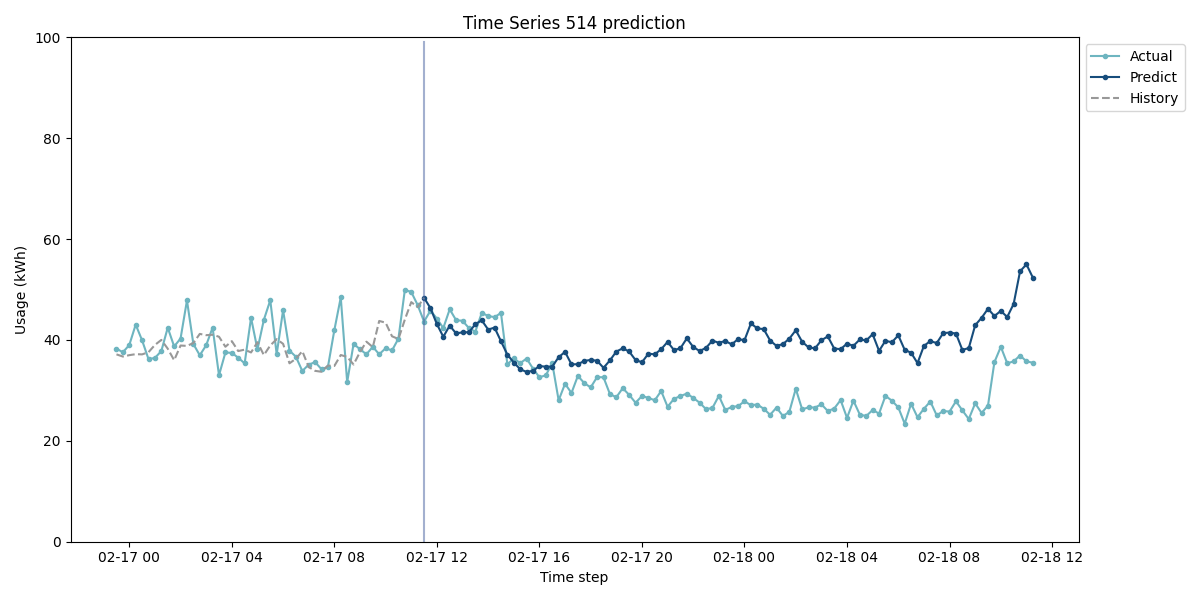 Time Series 514 prediction
Usage (kWh)
100
80
60
40
20
0
02-17 00
02-17 04
02-17 08
02-17 12
02-17 16
02-17 20
02-18 00
02-18 04
02-18 08
02-18 12
Time step
Actual
Predict
History